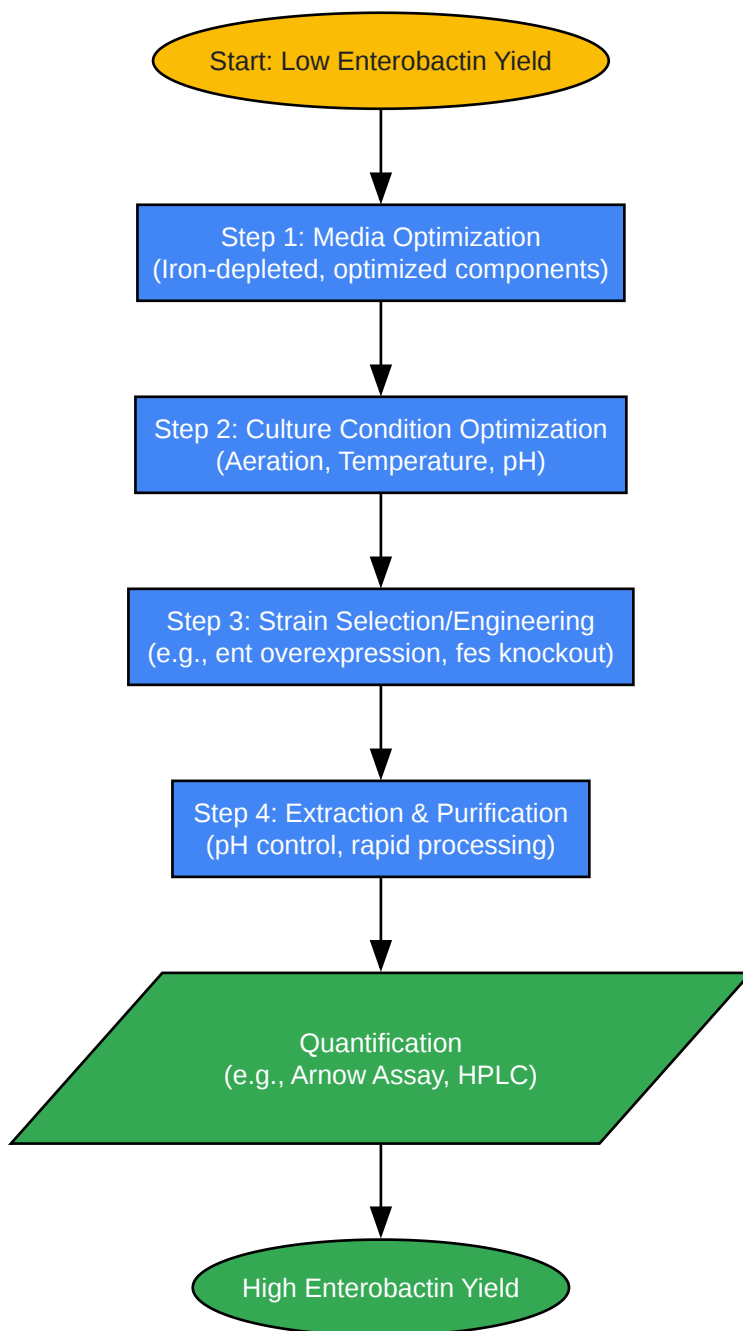 Start: Low Enterobactin Yield
Step 1: Media Optimization
(Iron-depleted, optimized components)
Step 2: Culture Condition Optimization
(Aeration, Temperature, pH)
Step 3: Strain Selection/Engineering
(e.g., ent overexpression, fes knockout)
Step 4: Extraction & Purification
(pH control, rapid processing)
Quantification
(e.g., Arnow Assay, HPLC)
High Enterobactin Yield